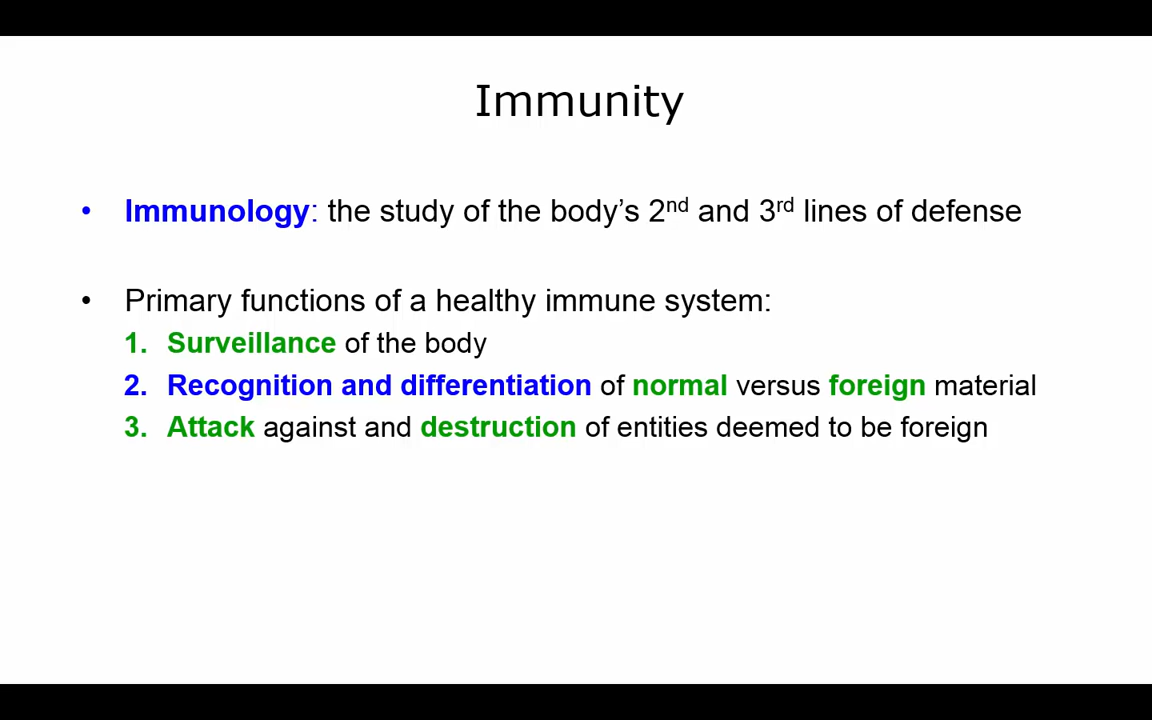 Immunity
• Immunology: the study of the body’s 2nd and 3rd lines of defense
• Primary functions of a healthy immune system:
1. Surveillance of the body
2. Recognition and differentiation of normal versus foreign material
3. Attack against and destruction of entities deemed to be foreign